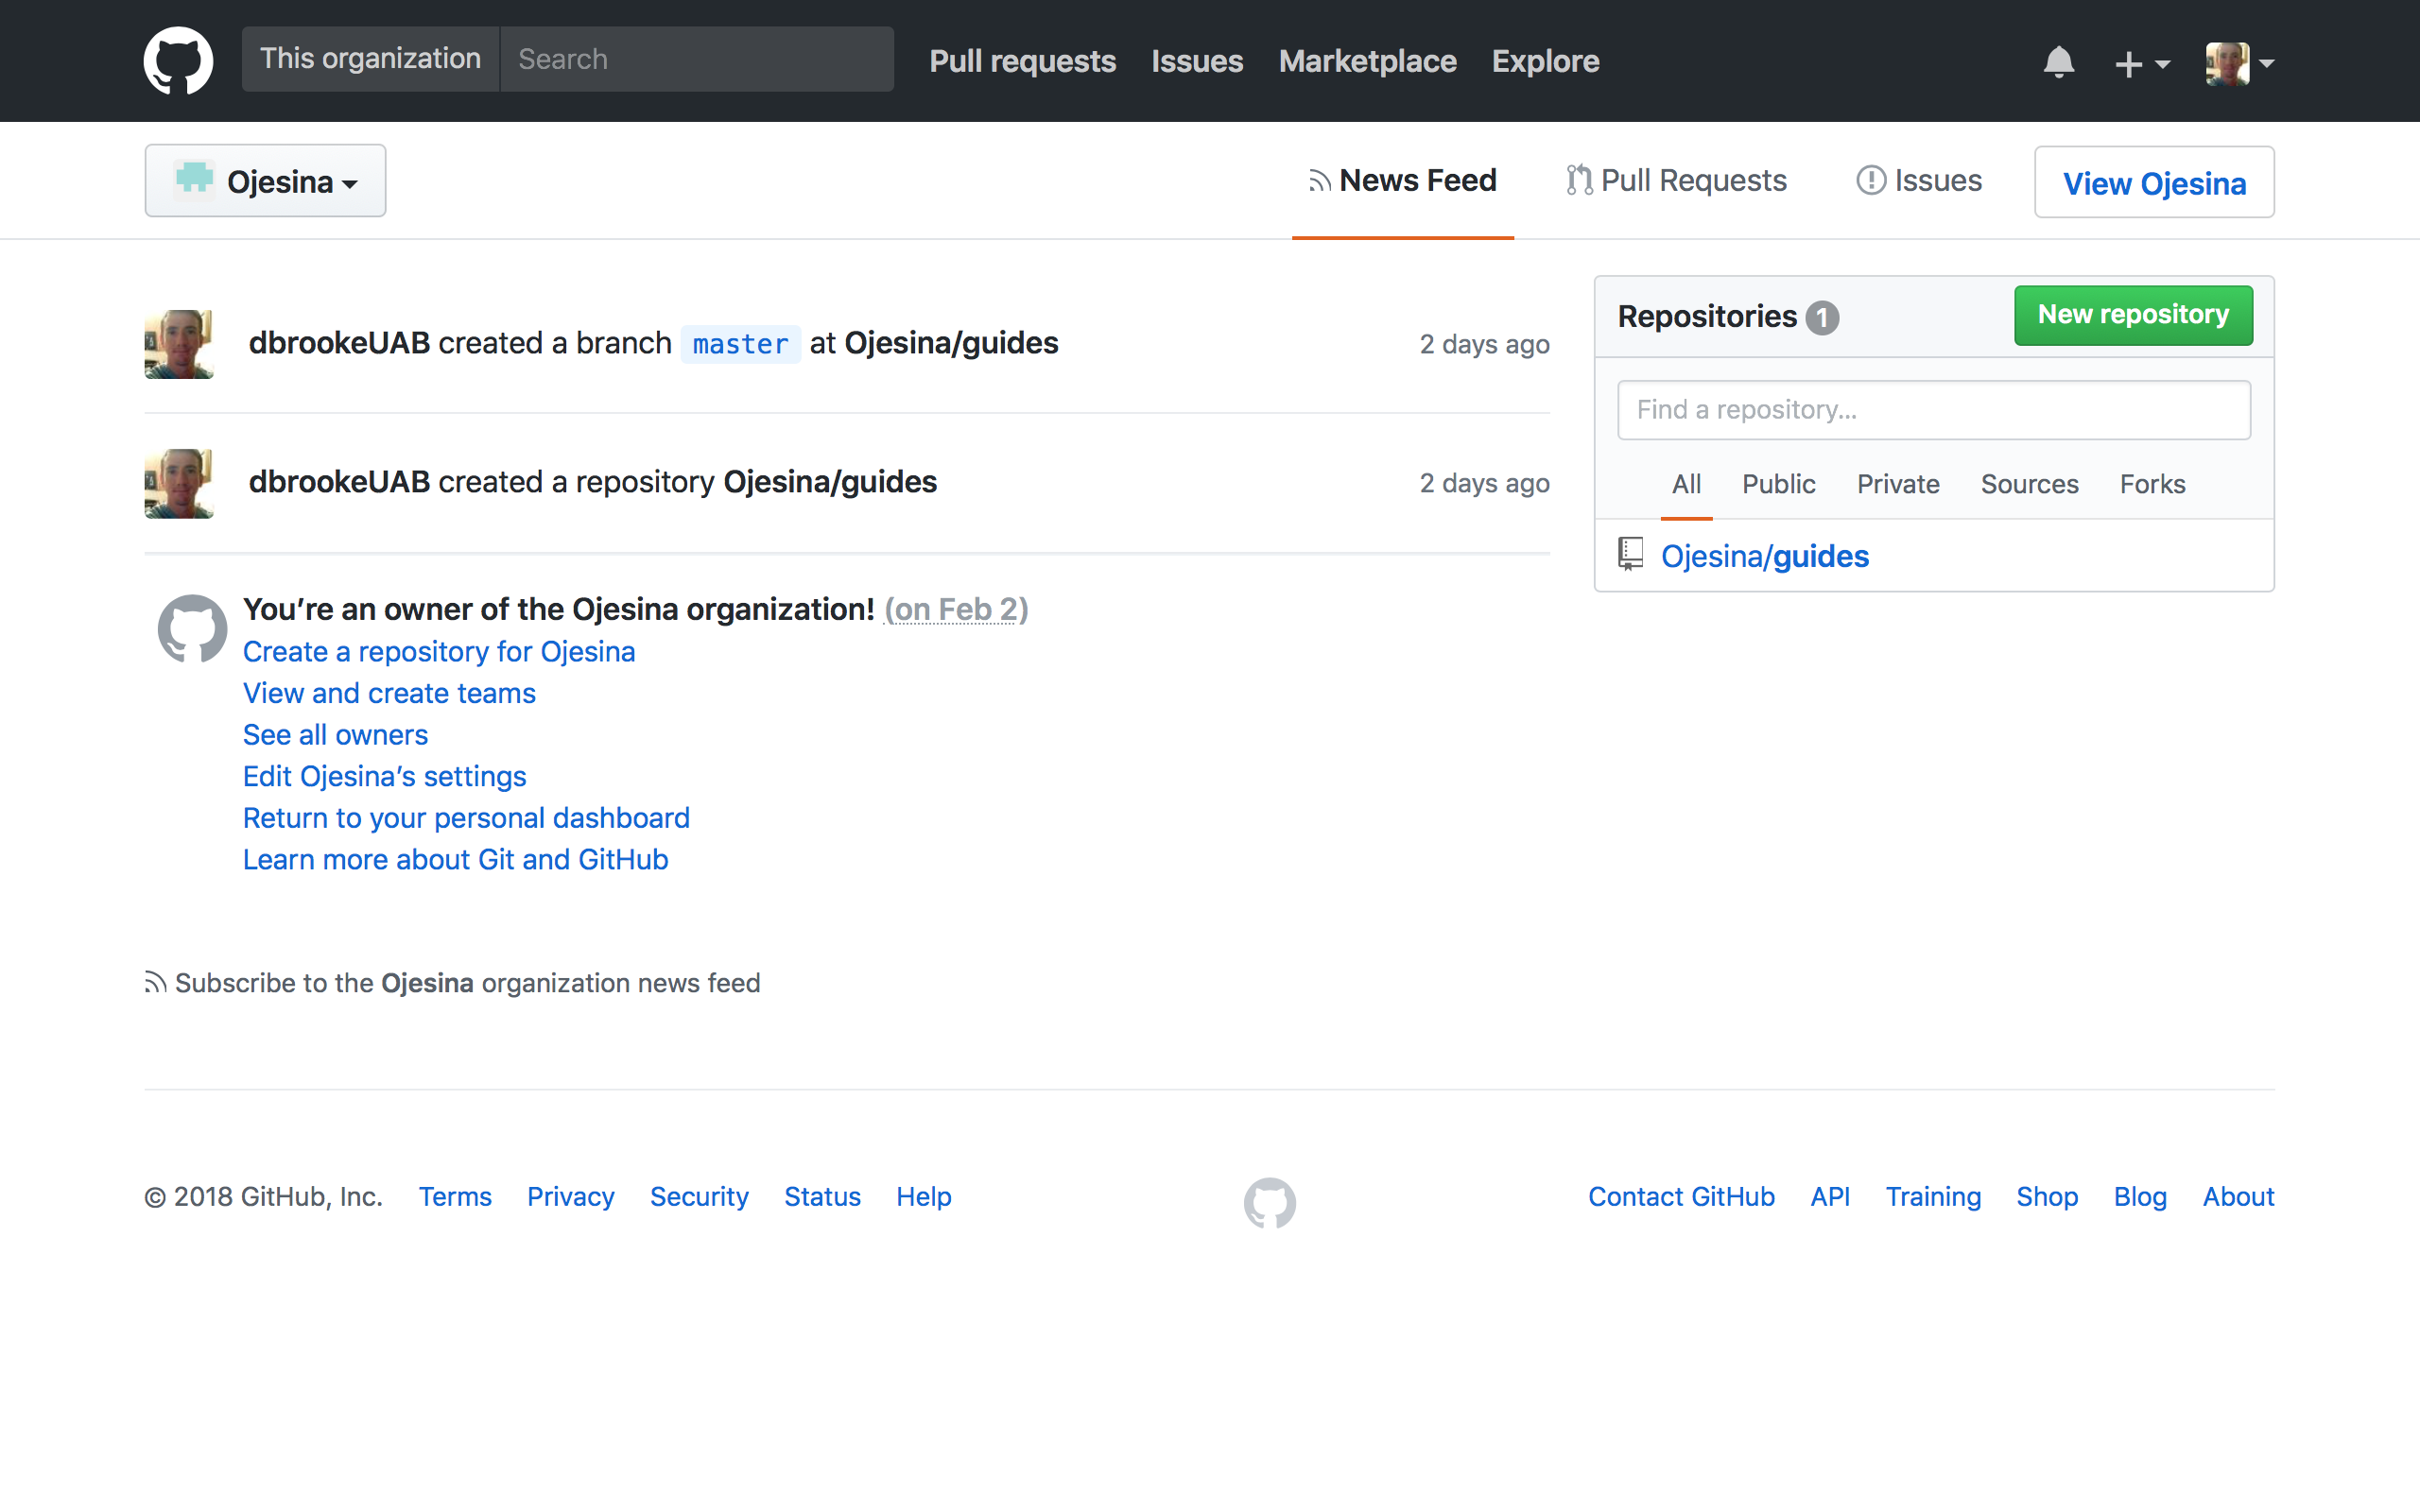 This organization Search Pull requests Issues Marketplace Explore
Ojesina News Feed Pull Requests Issues View Ojesina
dbrookeUAB created a branch master at Ojesina/guides 2 days ago
dbrookeUAB created a repository Ojesina/guides 2 days ago
You’re an owner of the Ojesina organization! (on Feb 2)
Create a repository for Ojesina
View and create teams
See all owners
Edit Ojesina’s settings
Return to your personal dashboard
Learn more about Git and GitHub
Subscribe to the Ojesina organization news feed
Repositories 1 New repository
Find a repository...
All Public Private Sources Forks
Ojesina/guides
© 2018 GitHub, Inc. Terms Privacy Security Status Help Contact GitHub API Training Shop Blog About